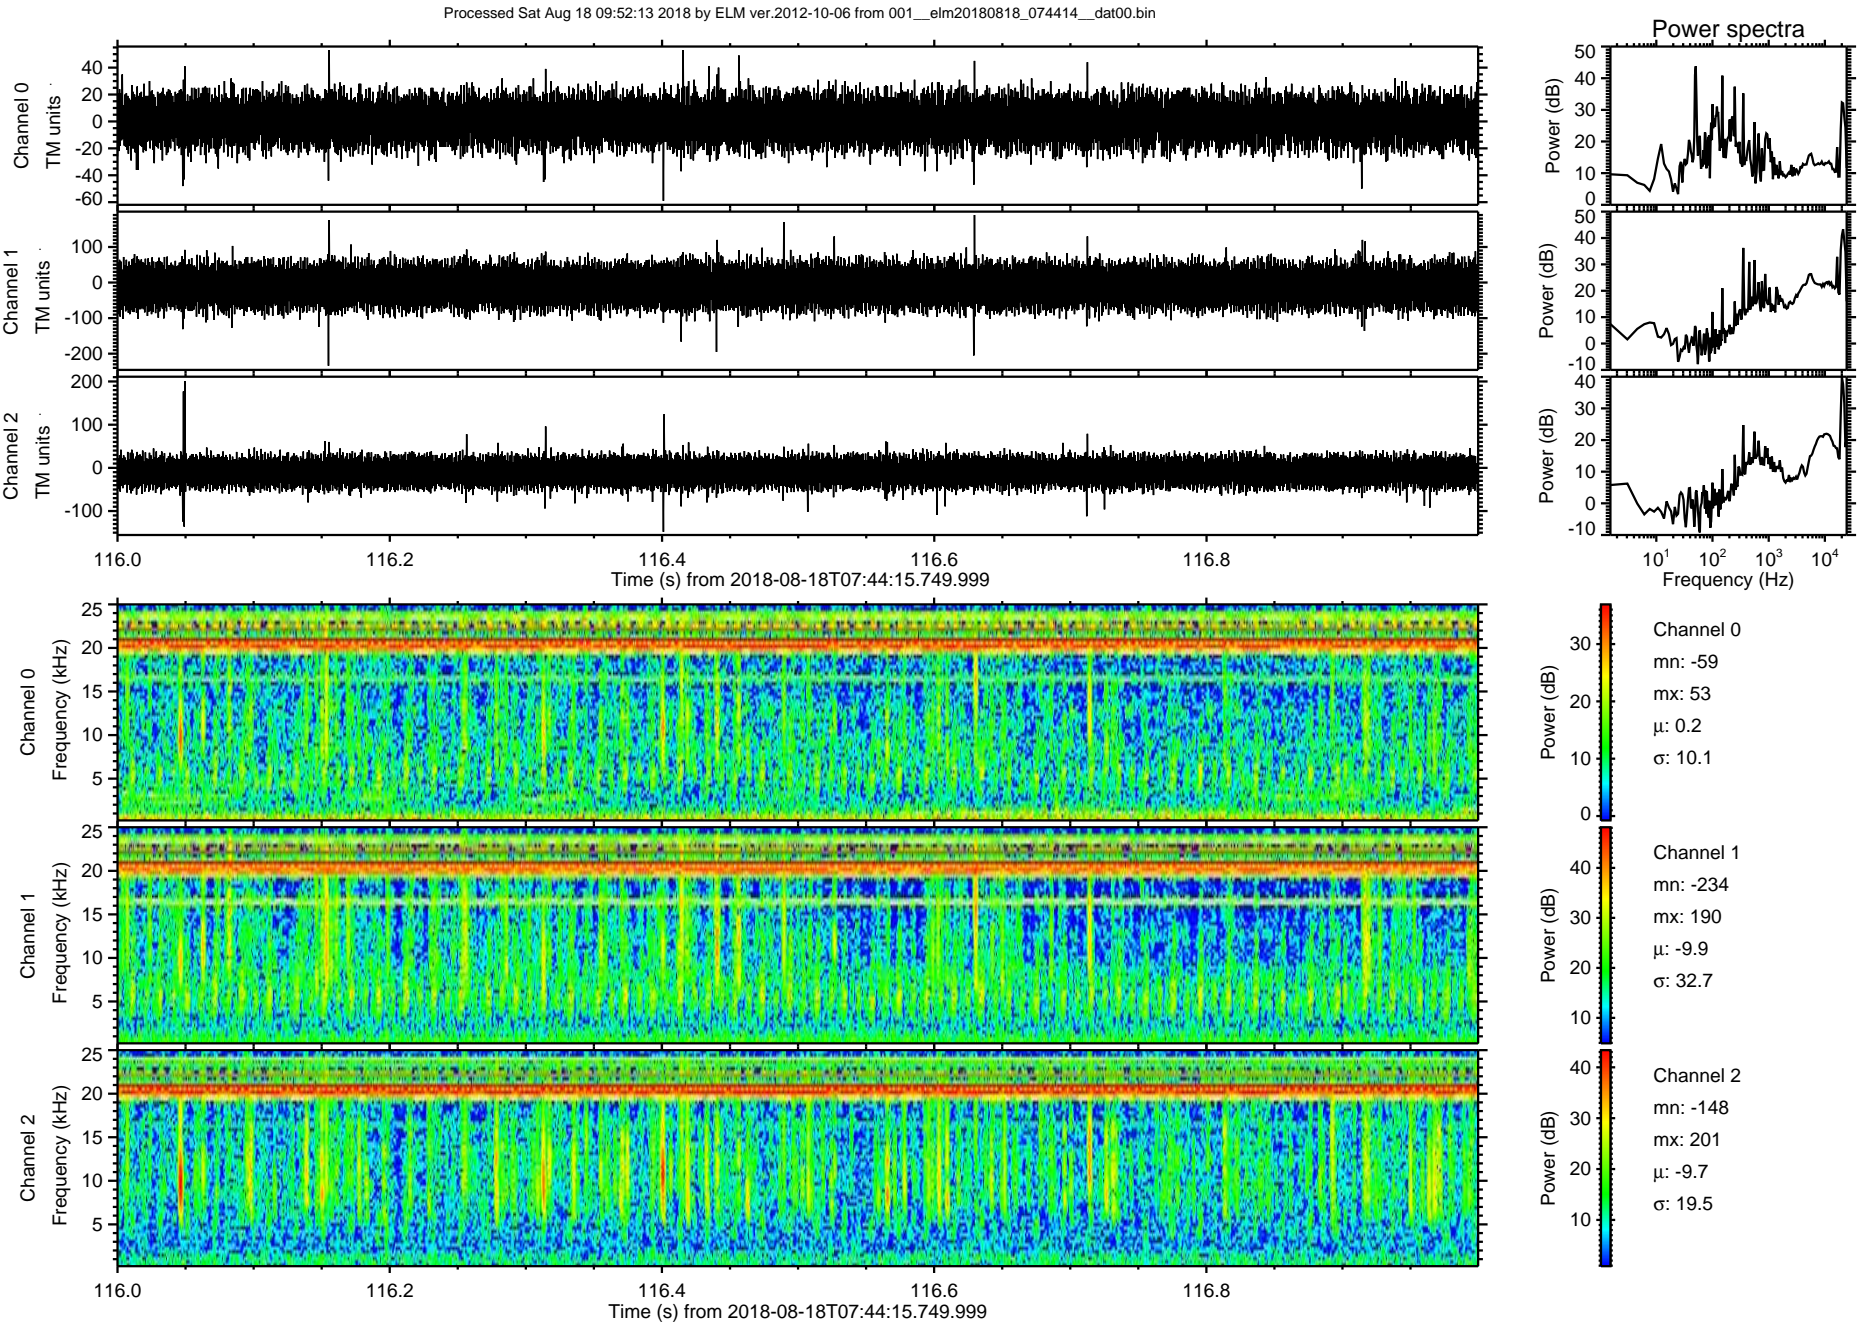 Processed Sat Aug 18 09:52:13 2018 by ELM ver.2012-10-06 from 001__elm20180818_074414__dat00.bin
Power spectra
Channel 0
TM units
40
20
0
-20
-40
-60
Power (dB)
50
40
30
20
10
0
Channel 1
TM units
100
0
-100
-200
Power (dB)
50
40
30
20
10
0
-10
Channel 2
TM units
200
100
0
-100
Power (dB)
40
30
20
10
0
-10
116.0 116.2 116.4 116.6 116.8
Time (s) from 2018-08-18T07:44:15.749.999
10¹ 10² 10³ 10⁴
Frequency (Hz)
Channel 0
Frequency (kHz)
25
20
15
10
5
Power (dB)
30
20
10
0
Channel 0
mn: -59
mx: 53
μ: 0.2
σ: 10.1
Channel 1
Frequency (kHz)
25
20
15
10
5
Power (dB)
40
30
20
10
Channel 1
mn: -234
mx: 190
μ: -9.9
σ: 32.7
Channel 2
Frequency (kHz)
25
20
15
10
5
Power (dB)
40
30
20
10
Channel 2
mn: -148
mx: 201
μ: -9.7
σ: 19.5
116.0 116.2 116.4 116.6 116.8
Time (s) from 2018-08-18T07:44:15.749.999